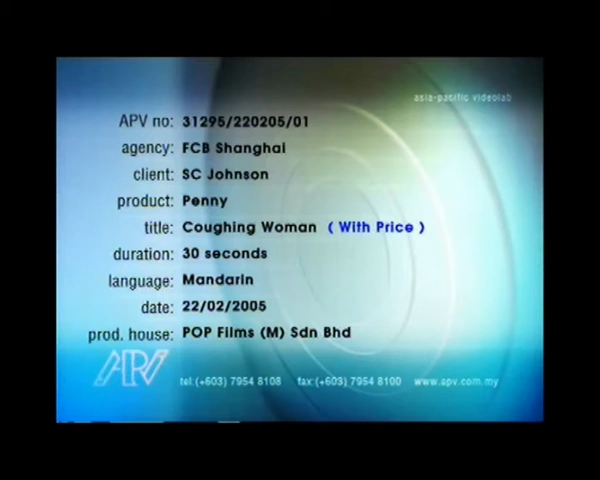 asia-pacific videolab
APV no: 31295/220205/01
agency: FCB Shanghai
client: SC Johnson
product: Penny
title: Coughing Woman ( With Price )
duration: 30 seconds
language: Mandarin
date: 22/02/2005
prod. house: POP Films (M) Sdn Bhd
APV tel:(+603) 7954 8108 fax:(+603) 7954 8100 www.apv.com.my